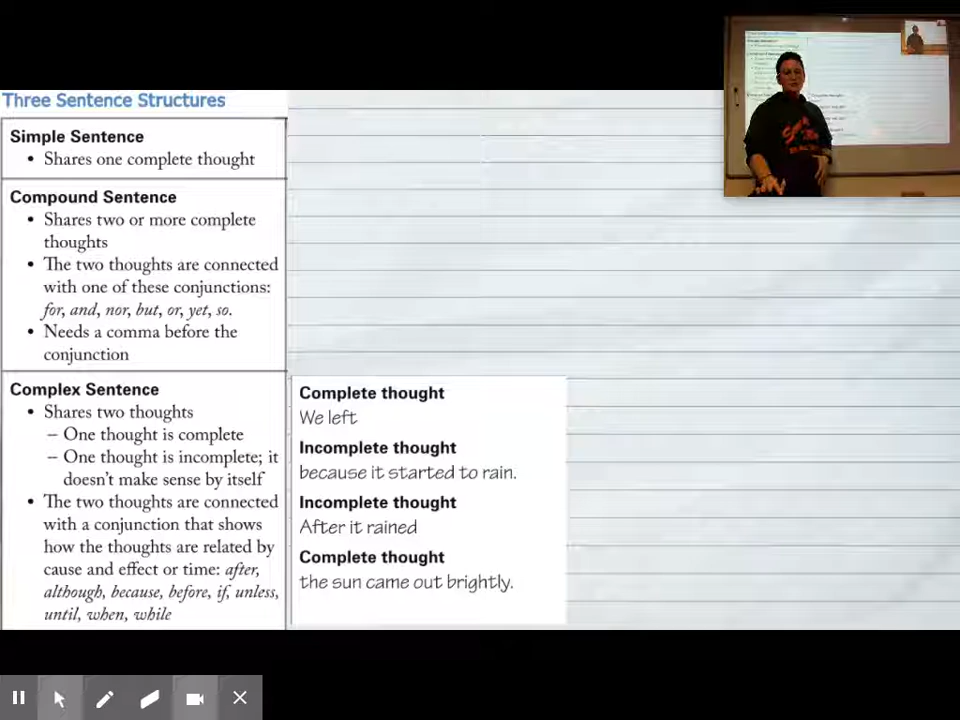 Three Sentence Structures
Simple Sentence
• Shares one complete thought
Compound Sentence
• Shares two or more complete
thoughts
• The two thoughts are connected
with one of these conjunctions:
for, and, nor, but, or, yet, so.
• Needs a comma before the
conjunction
Complex Sentence
• Shares two thoughts
– One thought is complete
– One thought is incomplete; it
doesn't make sense by itself
• The two thoughts are connected
with a conjunction that shows
how the thoughts are related by
cause and effect or time: after,
although, because, before, if, unless,
until, when, while
Complete thought
We left
Incomplete thought
because it started to rain.
Incomplete thought
After it rained
Complete thought
the sun came out brightly.